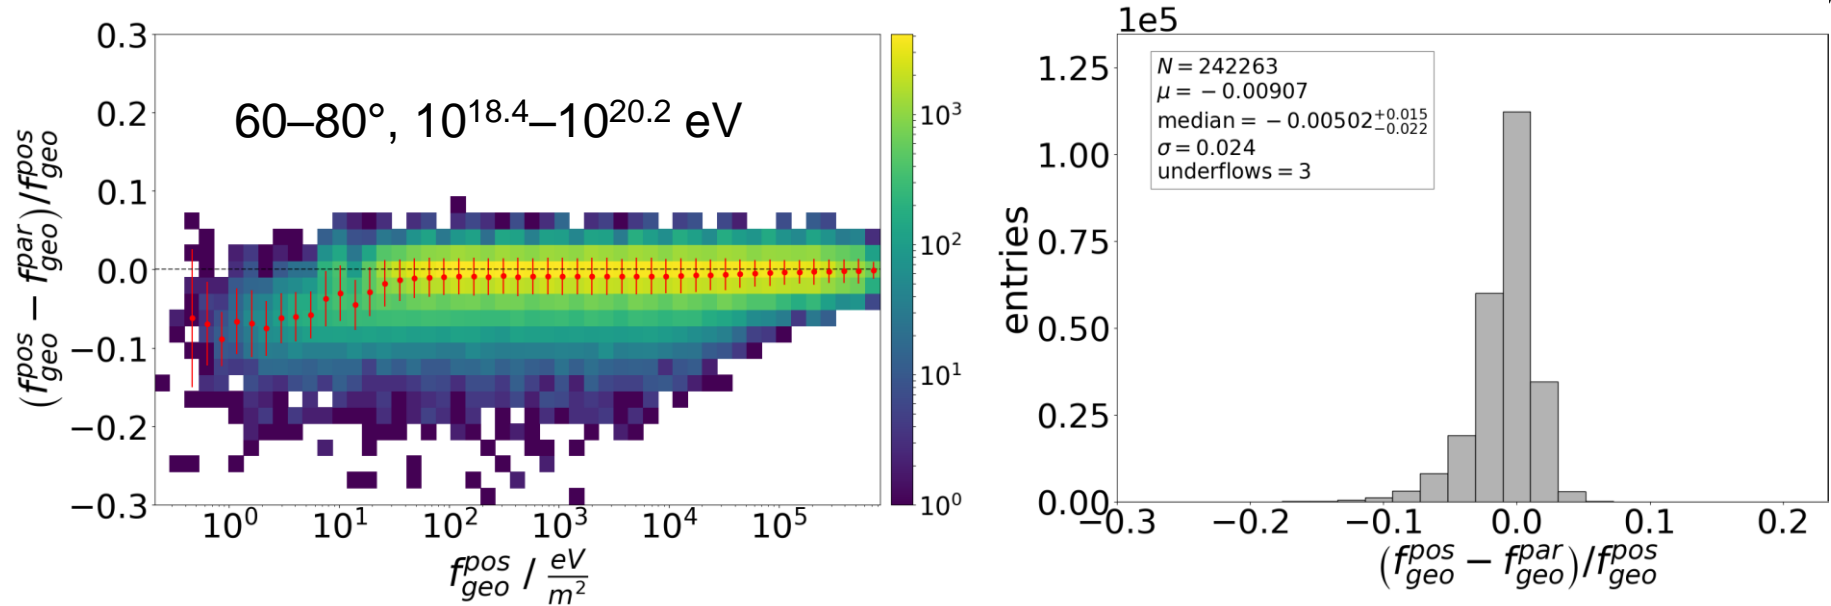 0.3
0.2
0.1
0.0
−0.1
−0.2
−0.3
(f_geo^pos − f_geo^par)/f_geo^pos
60–80°, 10^18.4–10^20.2 eV
10^3
10^2
10^1
10^0
10^0 10^1 10^2 10^3 10^4 10^5
f_geo^pos / eV/m^2
1e5
1.25
1.00
0.75
0.50
0.25
0.00
entries
N = 242263
μ = − 0.00907
median = − 0.00502^+0.015_−0.022
σ = 0.024
underflows = 3
−0.3 −0.2 −0.1 0.0 0.1 0.2
(f_geo^pos − f_geo^par)/f_geo^pos